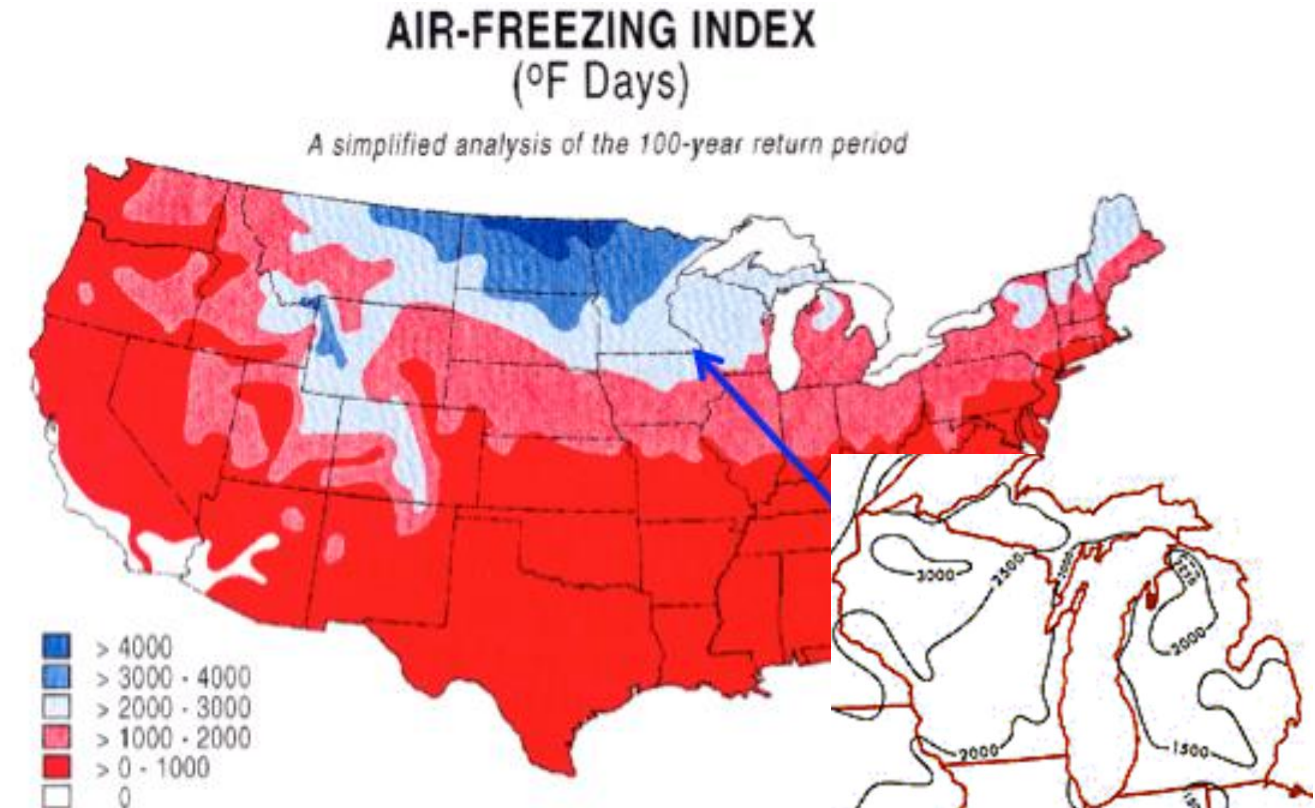 AIR-FREEZING INDEX
(ºF Days)
A simplified analysis of the 100-year return period
> 4000
> 3000 - 4000
> 2000 - 3000
> 1000 - 2000
> 0 - 1000
0
3000
2500
2000
2000
1500